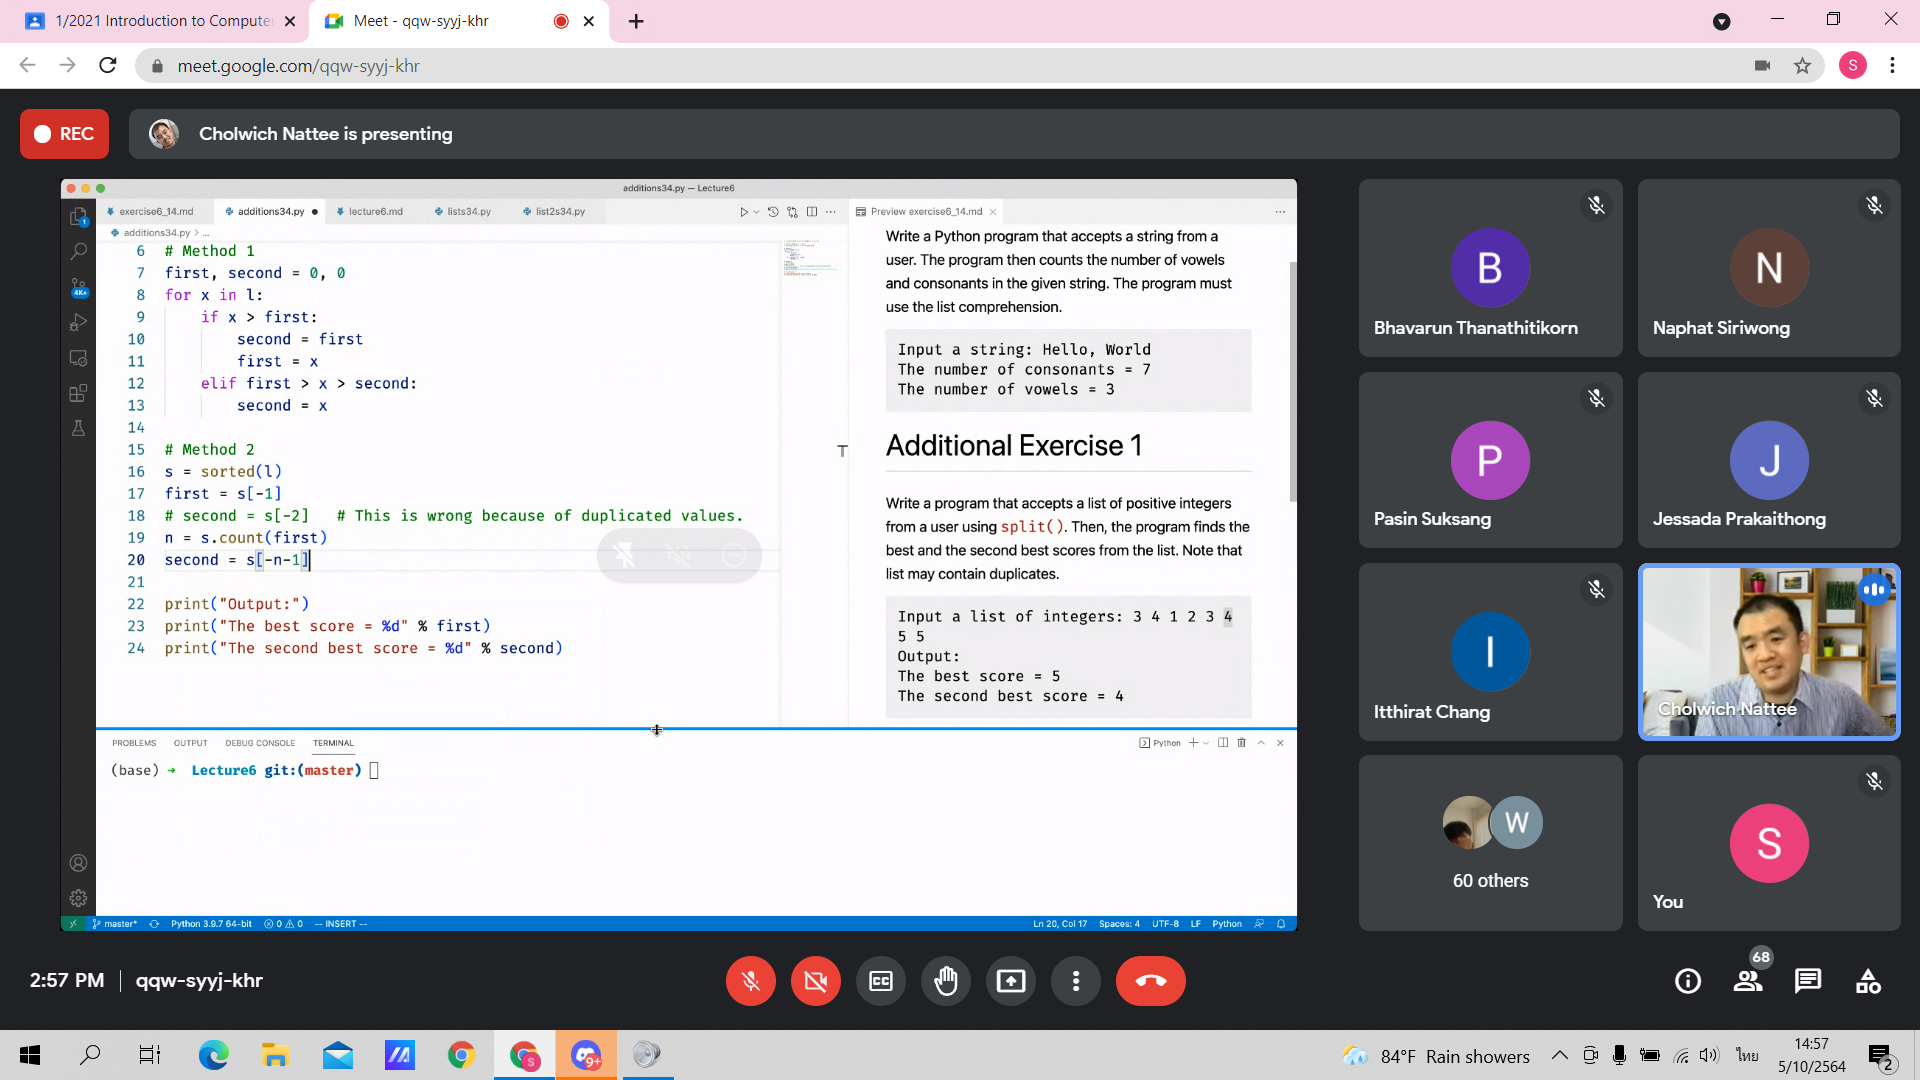 1/2021 Introduction to Compute
Meet - qqw-syyj-khr
meet.google.com/qqw-syyj-khr
S
REC
Cholwich Nattee is presenting
additions34.py — Lecture6
exercise6_14.md
additions34.py
lecture6.md
lists34.py
list2s34.py
Preview exercise6_14.md
additions34.py > ...
6 # Method 1
7 first, second = 0, 0
8 for x in l:
9 if x > first:
10 second = first
11 first = x
12 elif first > x > second:
13 second = x
14
15 # Method 2
16 s = sorted(l)
17 first = s[-1]
18 # second = s[-2] # This is wrong because of duplicated values.
19 n = s.count(first)
20 second = s[-n-1]
21
22 print("Output:")
23 print("The best score = %d" % first)
24 print("The second best score = %d" % second)
1
4K+
Write a Python program that accepts a string from a
user. The program then counts the number of vowels
and consonants in the given string. The program must
use the list comprehension.
Input a string: Hello, World
The number of consonants = 7
The number of vowels = 3
Additional Exercise 1
Write a program that accepts a list of positive integers
from a user using split(). Then, the program finds the
best and the second best scores from the list. Note that
list may contain duplicates.
Input a list of integers: 3 4 1 2 3 4
5 5
Output:
The best score = 5
The second best score = 4
PROBLEMS
OUTPUT
DEBUG CONSOLE
TERMINAL
Python
(base) → Lecture6 git:(master)
master*
Python 3.9.7 64-bit
0
0
-- INSERT --
Ln 20, Col 17
Spaces: 4
UTF-8
LF
Python
B
Bhavarun Thanathitikorn
N
Naphat Siriwong
P
Pasin Suksang
J
Jessada Prakaithong
I
Itthirat Chang
Cholwich Nattee
W
60 others
S
You
2:57 PM
qqw-syyj-khr
CC
68
S
9+
84°F Rain showers
ไทย
14:57
5/10/2564
2